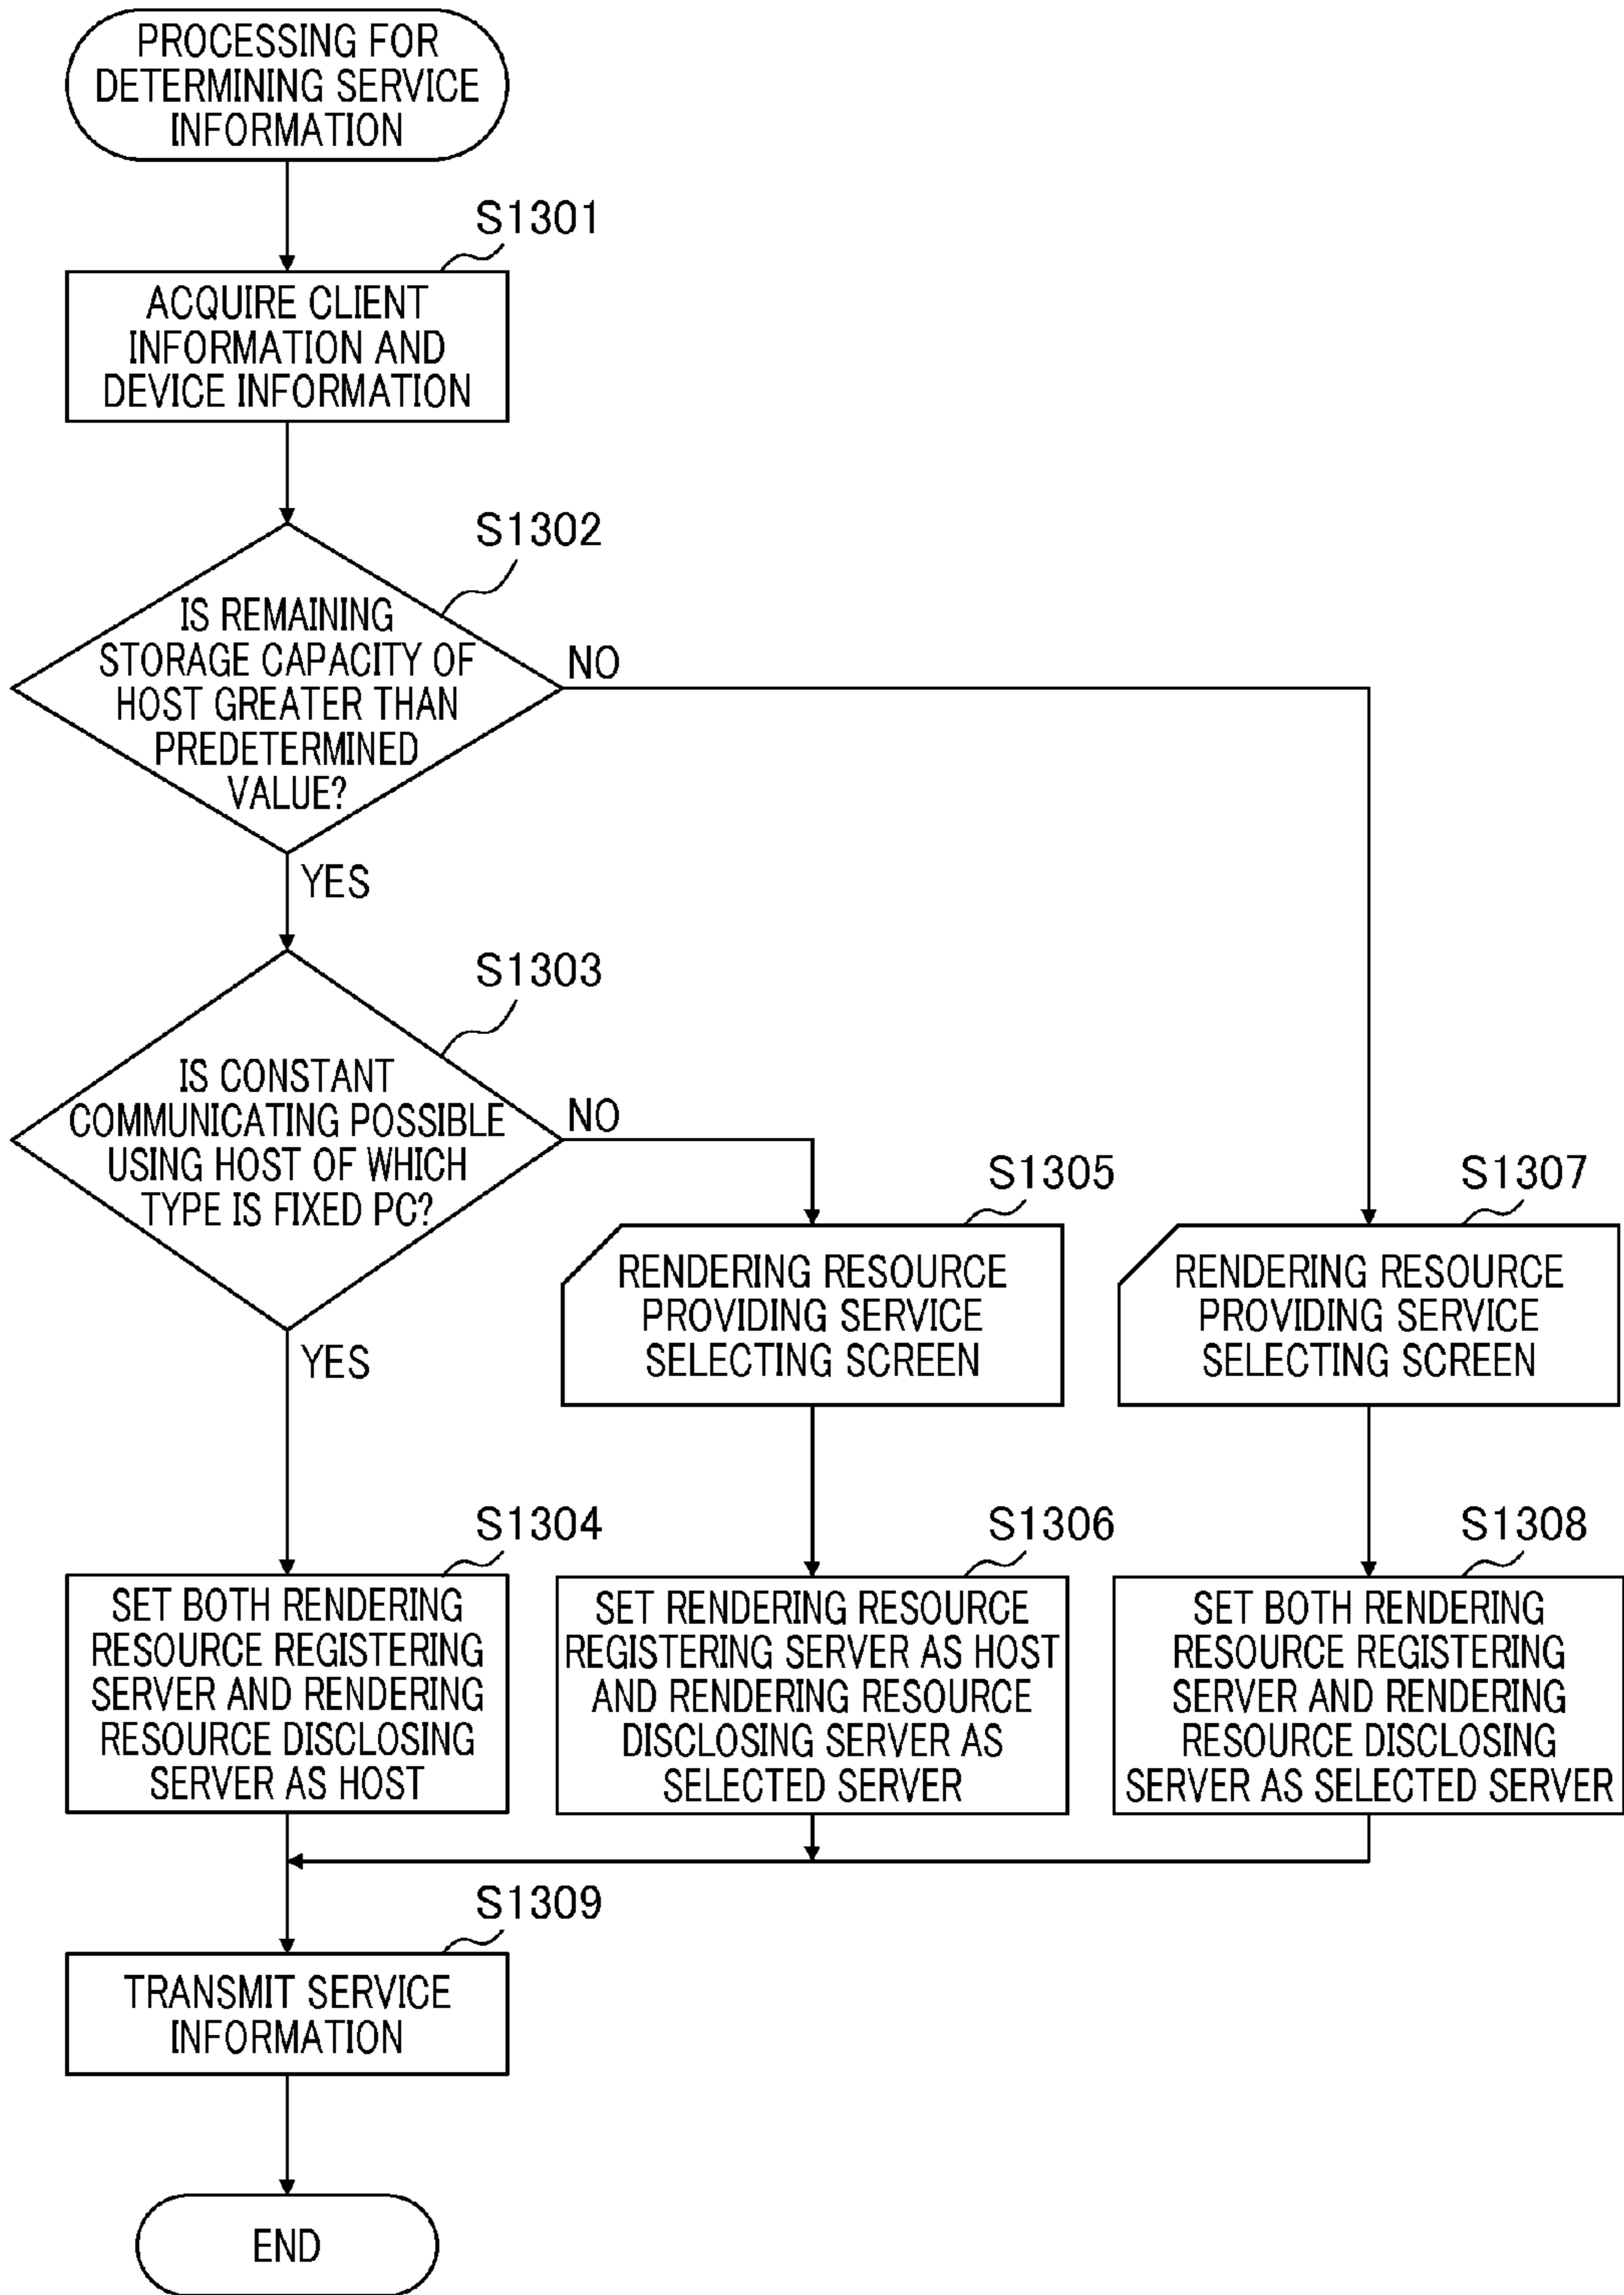 PROCESSING FOR
DETERMINING SERVICE
INFORMATION
S1301
ACQUIRE CLIENT
INFORMATION AND
DEVICE INFORMATION
S1302
IS REMAINING
STORAGE CAPACITY OF
HOST GREATER THAN
PREDETERMINED
VALUE?
NO
YES
S1303
IS CONSTANT
COMMUNICATING POSSIBLE
USING HOST OF WHICH
TYPE IS FIXED PC?
NO
YES
S1305
RENDERING RESOURCE
PROVIDING SERVICE
SELECTING SCREEN
S1307
RENDERING RESOURCE
PROVIDING SERVICE
SELECTING SCREEN
S1304
SET BOTH RENDERING
RESOURCE REGISTERING
SERVER AND RENDERING
RESOURCE DISCLOSING
SERVER AS HOST
S1306
SET RENDERING RESOURCE
REGISTERING SERVER AS HOST
AND RENDERING RESOURCE
DISCLOSING SERVER AS
SELECTED SERVER
S1308
SET BOTH RENDERING
RESOURCE REGISTERING
SERVER AND RENDERING
RESOURCE DISCLOSING
SERVER AS SELECTED SERVER
S1309
TRANSMIT SERVICE
INFORMATION
END